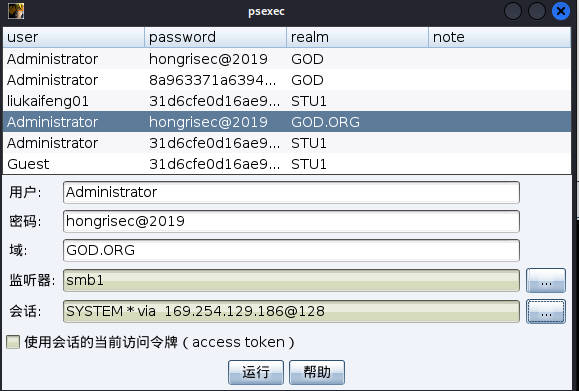 psexec
user password realm note
Administrator hongrisec@2019 GOD
Administrator 8a963371a6394... GOD
liukaifeng01 31d6cfe0d16ae9... STU1
Administrator hongrisec@2019 GOD.ORG
Administrator 31d6cfe0d16ae9... STU1
Guest 31d6cfe0d16ae9... STU1
用户: Administrator
密码: hongrisec@2019
域: GOD.ORG
监听器: smb1 ...
会话: SYSTEM * via 169.254.129.186@128 ...
使用会话的当前访问令牌（access token）
运行 帮助